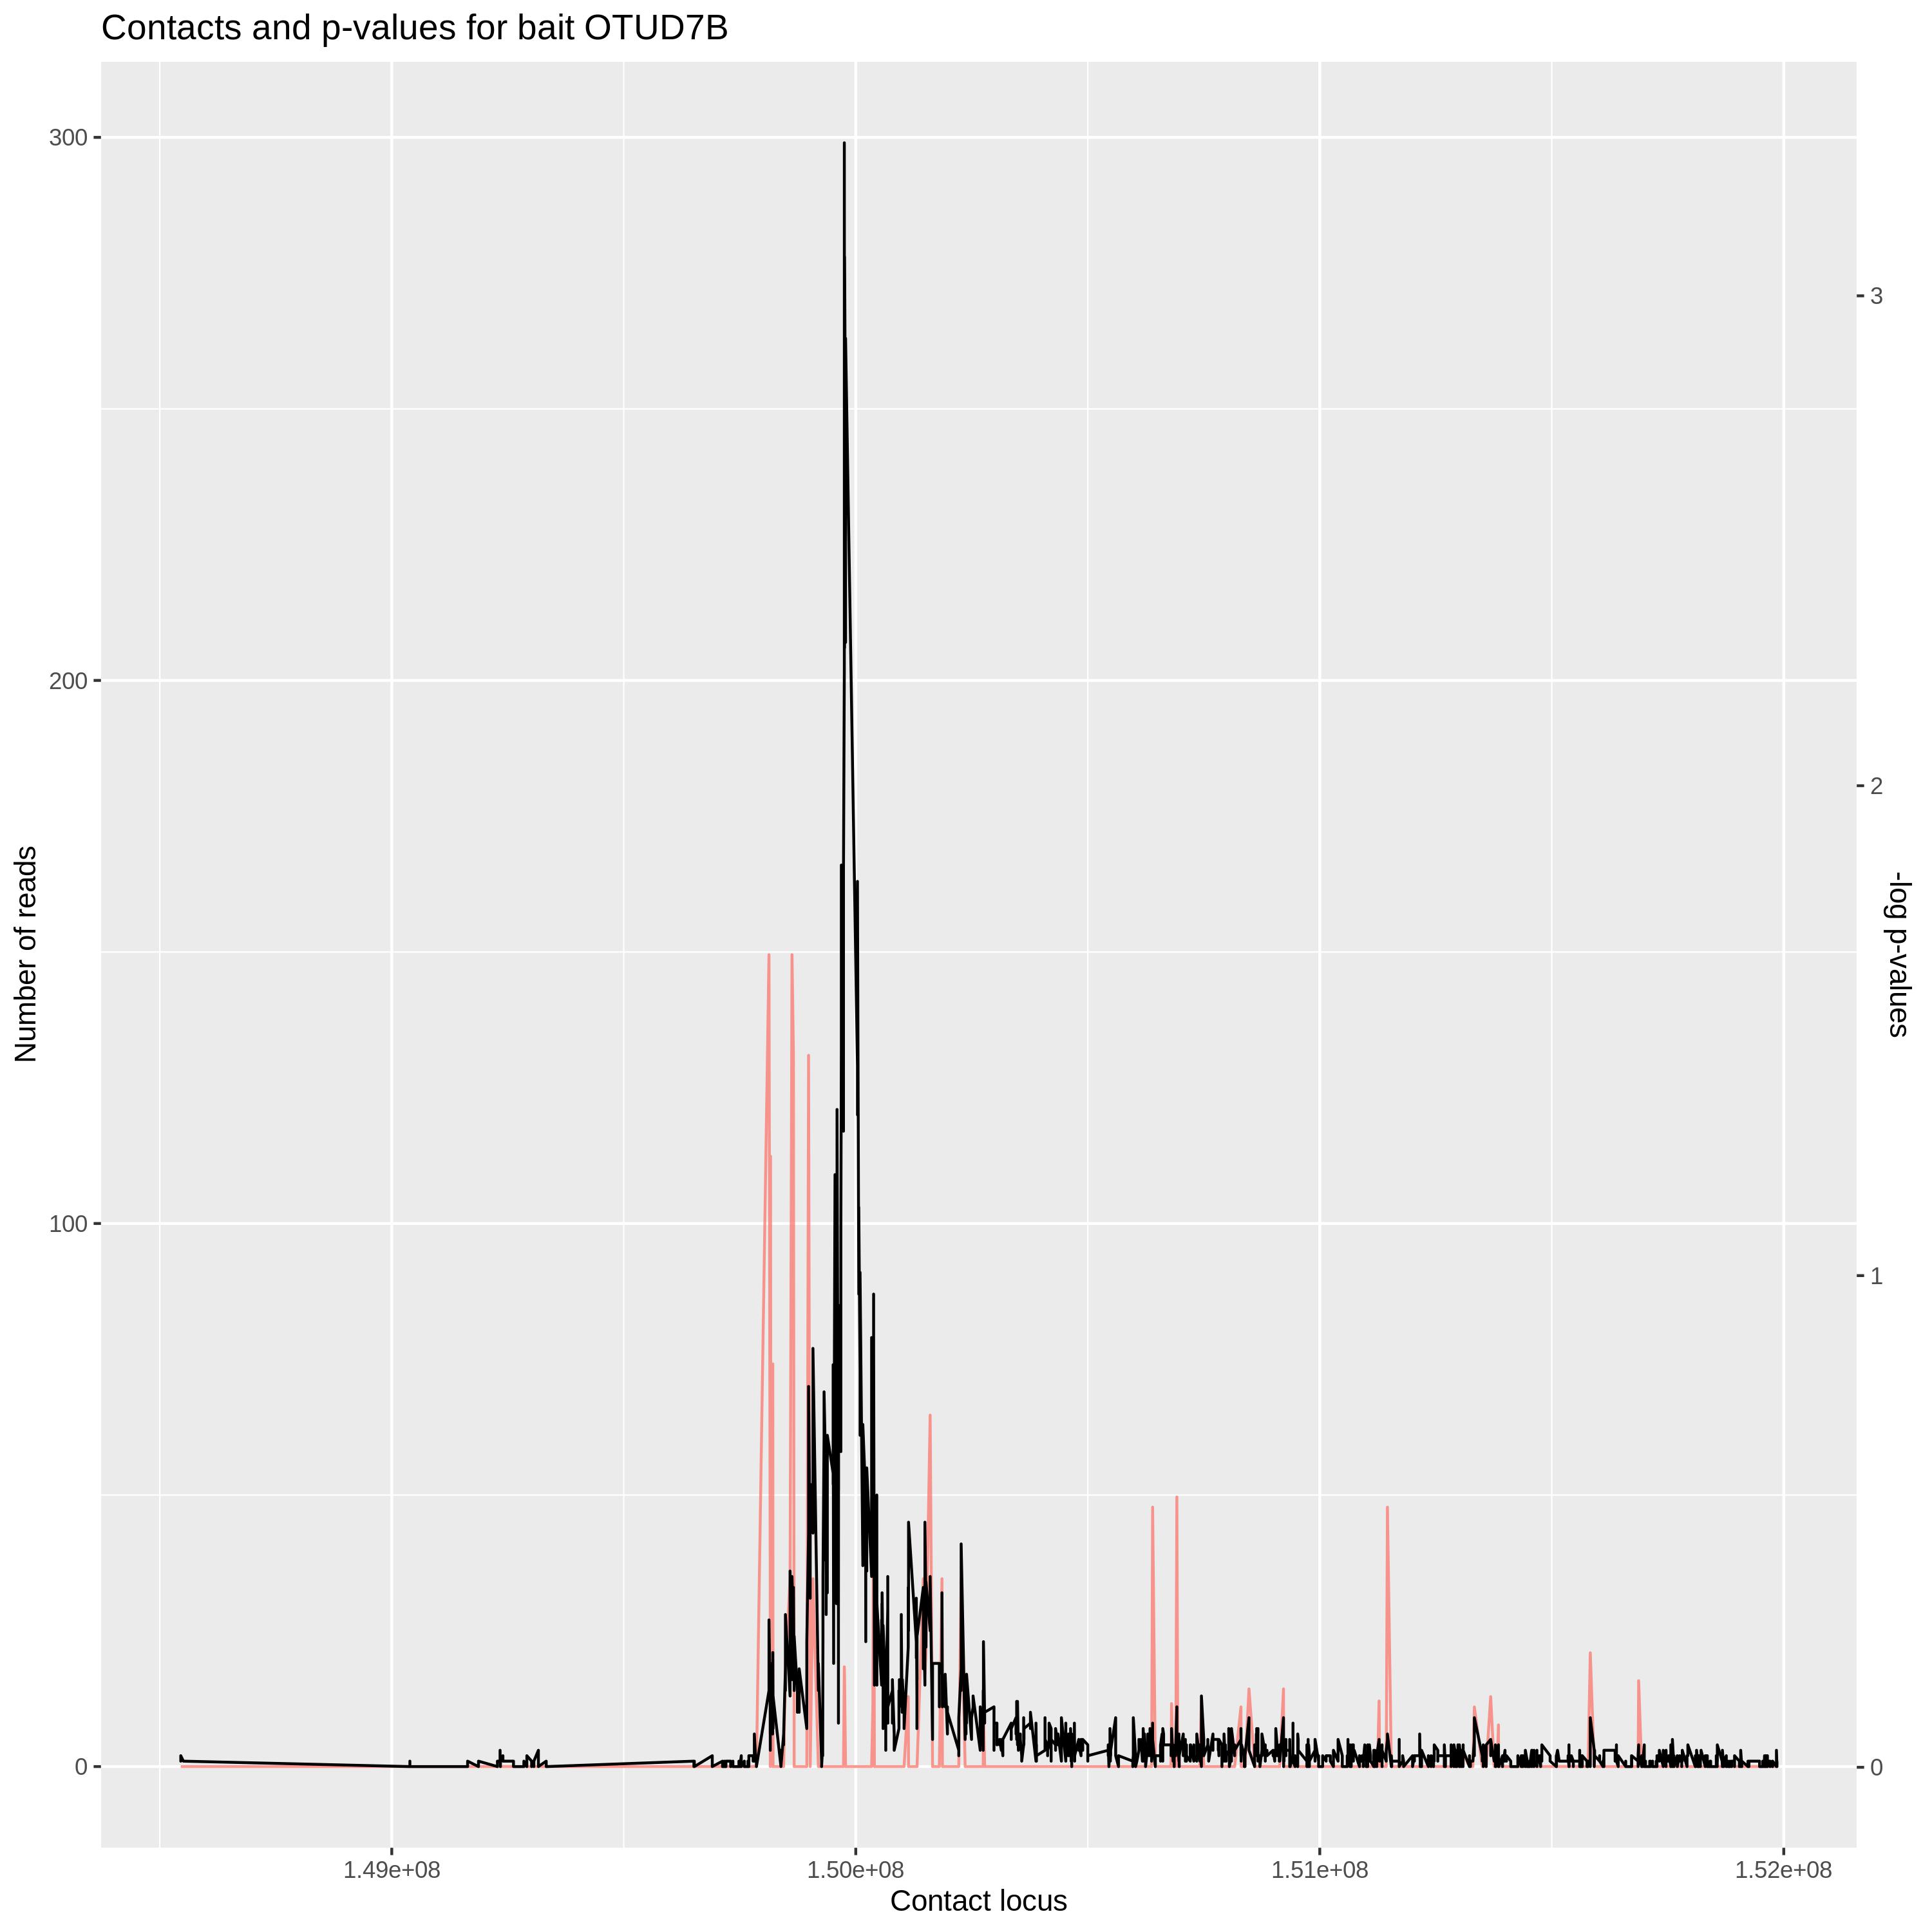 Contacts and p-values for bait OTUD7B
300
200
100
0
Number of reads
3
2
1
0
-log p-values
1.49e+08
1.50e+08
1.51e+08
1.52e+08
Contact locus